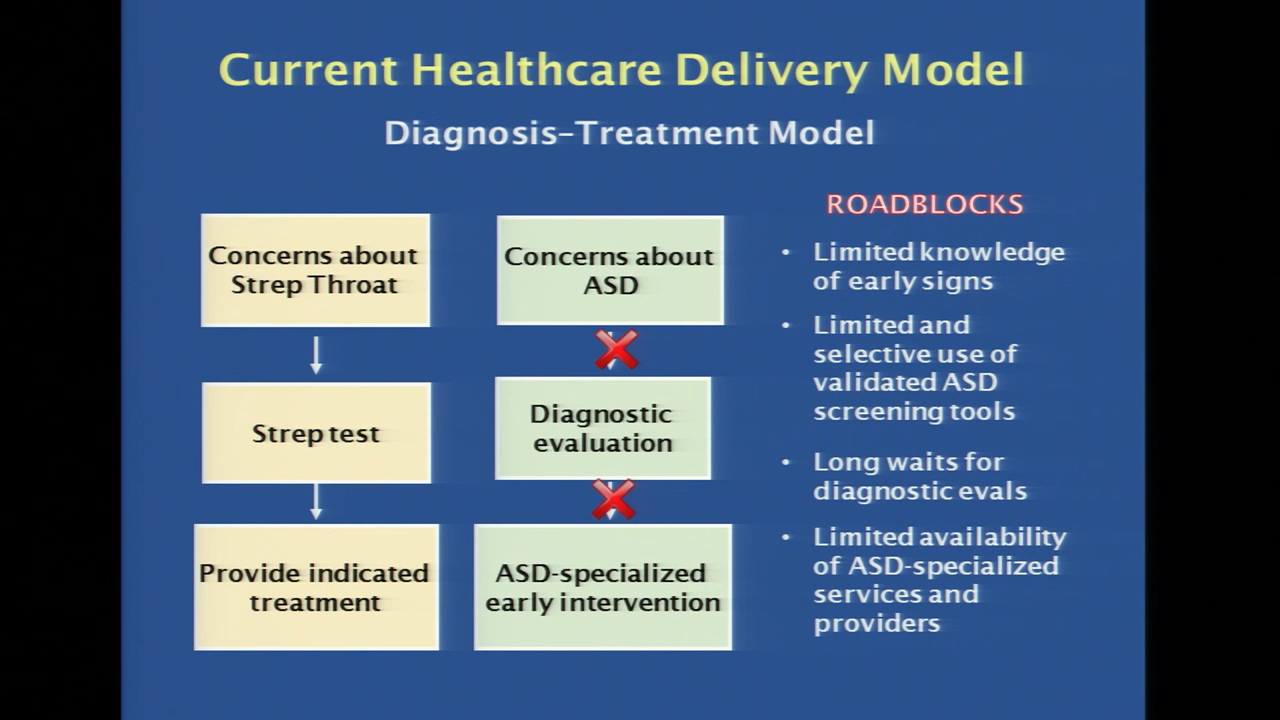 Current Healthcare Delivery Model
Diagnosis–Treatment Model
Concerns about
Strep Throat
Strep test
Provide indicated
treatment
Concerns about
ASD
Diagnostic
evaluation
ASD-specialized
early intervention
ROADBLOCKS
• Limited knowledge
of early signs
• Limited and
selective use of
validated ASD
screening tools
• Long waits for
diagnostic evals
• Limited availability
of ASD-specialized
services and
providers